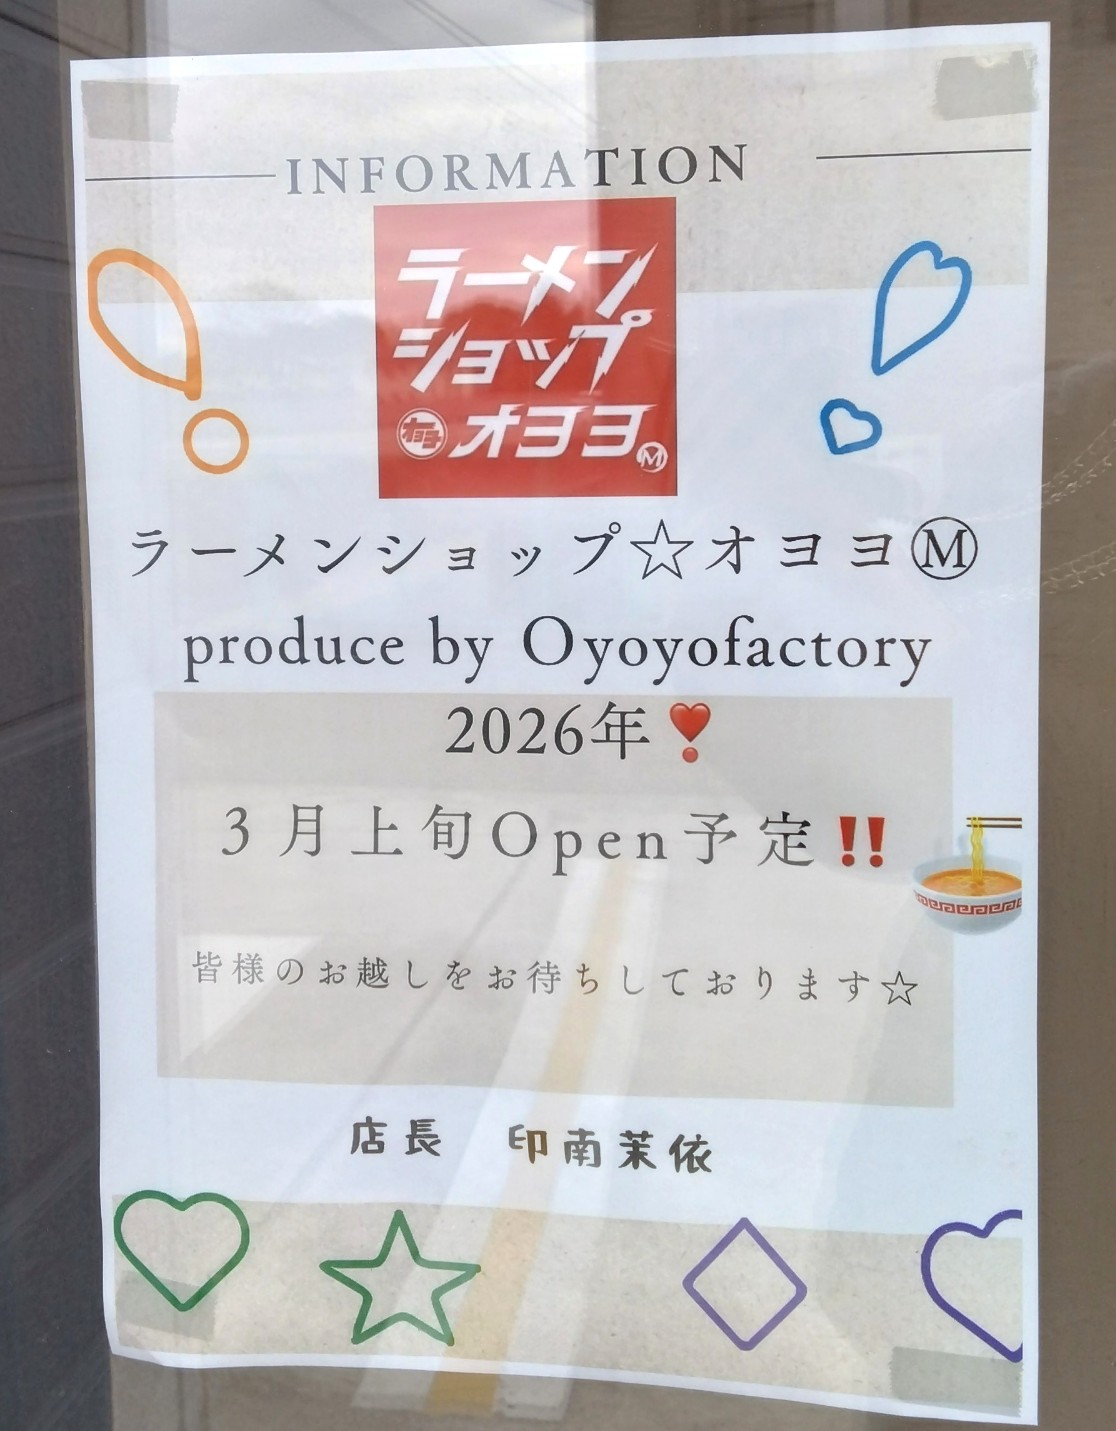 INFORMATION
ラーメン
ショップ
オヨヨ Ⓜ
ラーメンショップ☆オヨヨⓂ
produce by Oyoyofactory
2026年❣
3月上旬Open予定‼
皆様のお越しをお待ちしております☆
店長 印南茉依